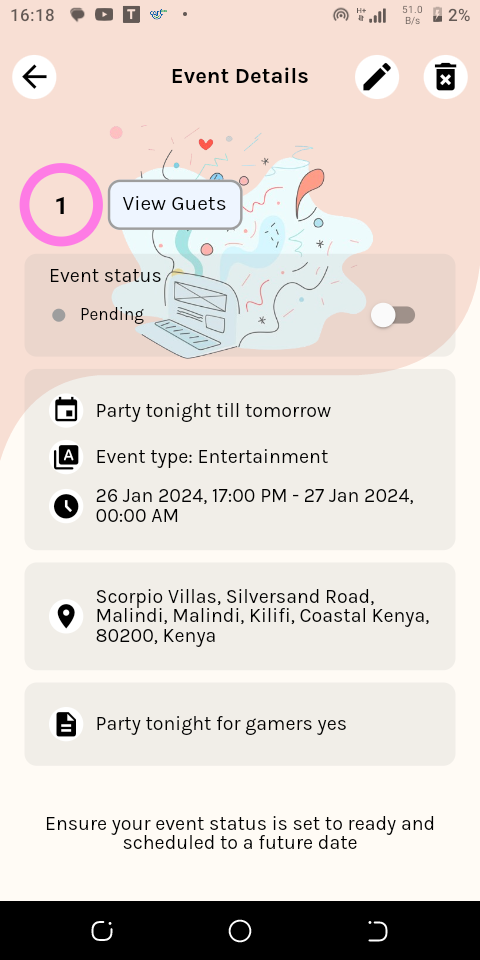 16:18
T
H+
51.0
B/s
2%
Event Details
1
View Guets
Event status
Pending
Party tonight till tomorrow
A
Event type: Entertainment
26 Jan 2024, 17:00 PM - 27 Jan 2024,
00:00 AM
Scorpio Villas, Silversand Road,
Malindi, Malindi, Kilifi, Coastal Kenya,
80200, Kenya
Party tonight for gamers yes
Ensure your event status is set to ready and
scheduled to a future date